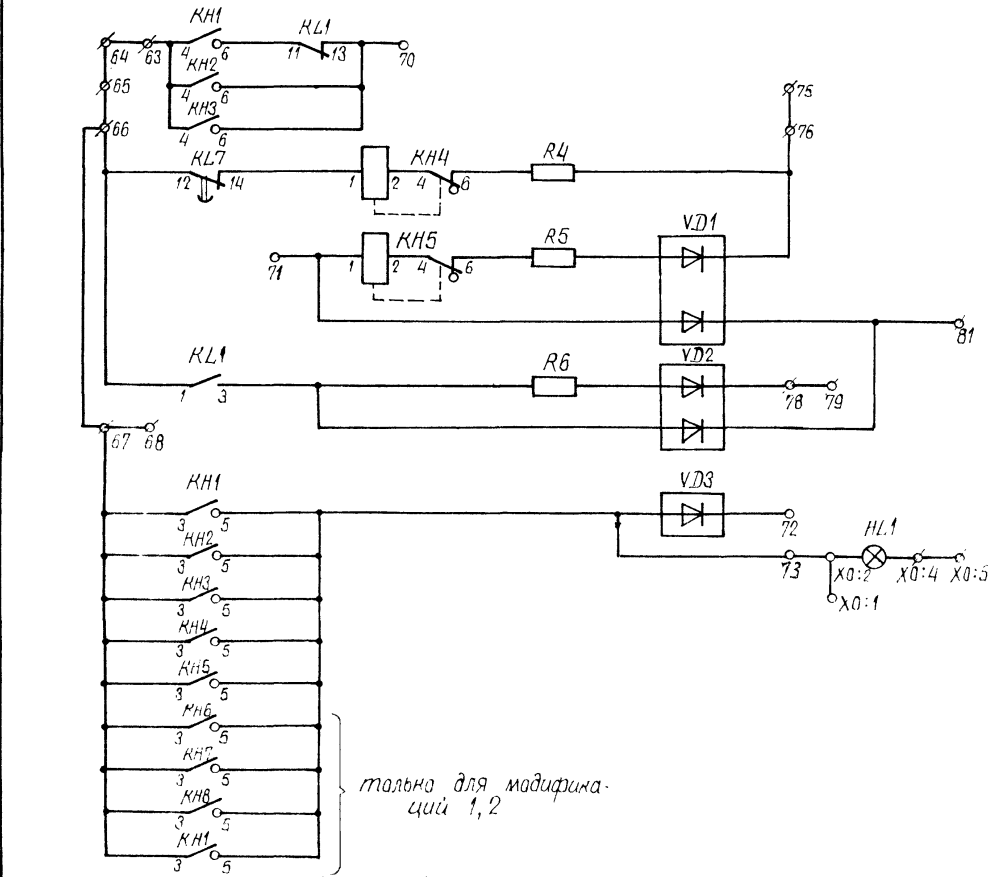 KH1
KL1
64 63 4 6 11 13 70
KH2
65 4 6
75
KH3
66 4 6
76
KL7 KH4 R4
12 14 1 2 4 6
KH5 R5 VD1
71 1 2 4 6
81
KL1 R6 VD2
1 3 78 79
67 68
KH1 VD3
3 5 72
KH2 HL1
3 5 73 X0:2 X0:4 X0:5
KH3
3 5 X0:1
KH4
3 5
KH5
3 5
KH6
3 5
KH7
3 5
только для модифика-
ций 1,2
KH8
3 5
KH1
3 5